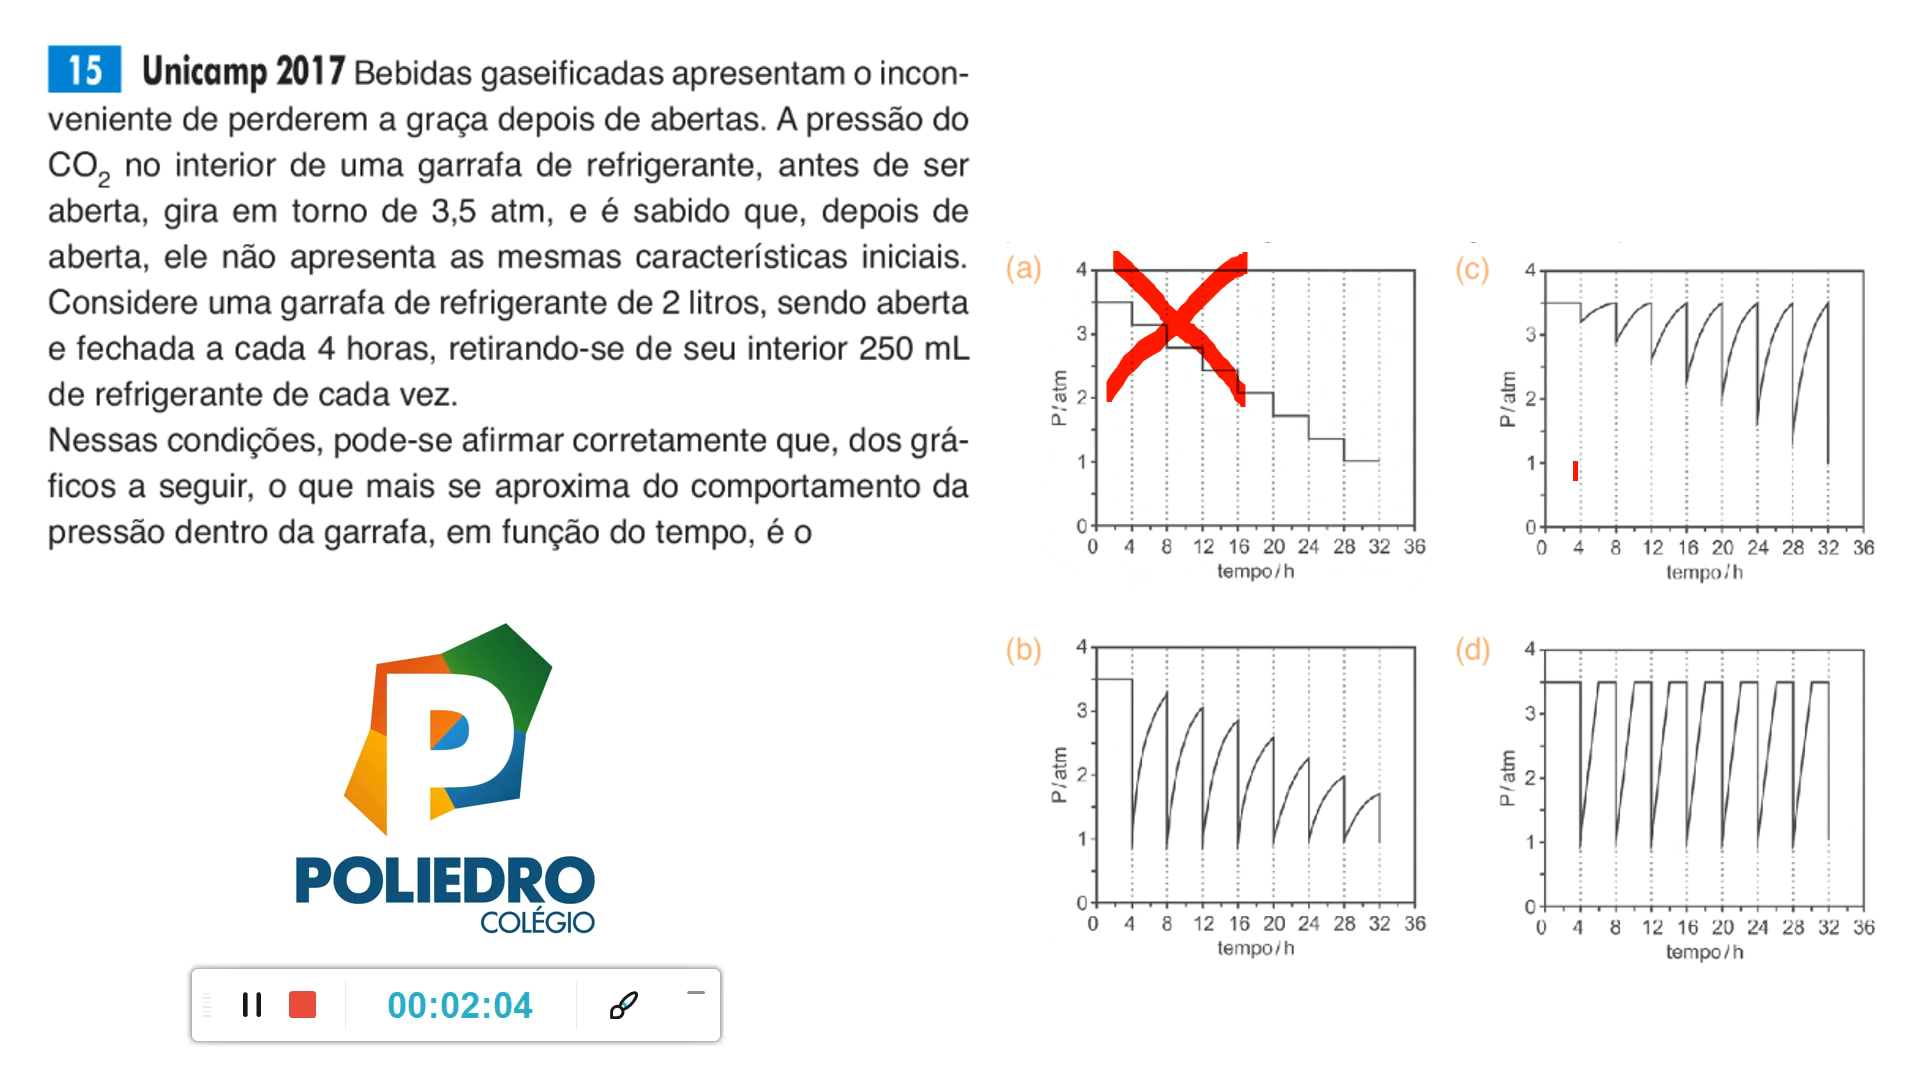 15 Unicamp 2017 Bebidas gaseificadas apresentam o incon-
veniente de perderem a graça depois de abertas. A pressão do
CO2 no interior de uma garrafa de refrigerante, antes de ser
aberta, gira em torno de 3,5 atm, e é sabido que, depois de
aberta, ele não apresenta as mesmas características iniciais.
Considere uma garrafa de refrigerante de 2 litros, sendo aberta
e fechada a cada 4 horas, retirando-se de seu interior 250 mL
de refrigerante de cada vez.
Nessas condições, pode-se afirmar corretamente que, dos grá-
ficos a seguir, o que mais se aproxima do comportamento da
pressão dentro da garrafa, em função do tempo, é o
(a)
4
3
2
1
0
P/atm
0 4 8 12 16 20 24 28 32 36
tempo/h
(c)
4
3
2
1
0
P/atm
0 4 8 12 16 20 24 28 32 36
tempo/h
(b)
4
3
2
1
0
P/atm
0 4 8 12 16 20 24 28 32 36
tempo/h
(d)
4
3
2
1
0
P/atm
0 4 8 12 16 20 24 28 32 36
tempo/h
P
POLIEDRO
COLÉGIO
00:02:04